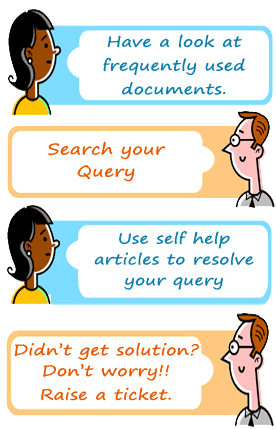 Have a look at
frequently used
documents.
Search your
Query
Use self help
articles to resolve
your query
Didn't get solution?
Don't worry!!
Raise a ticket.